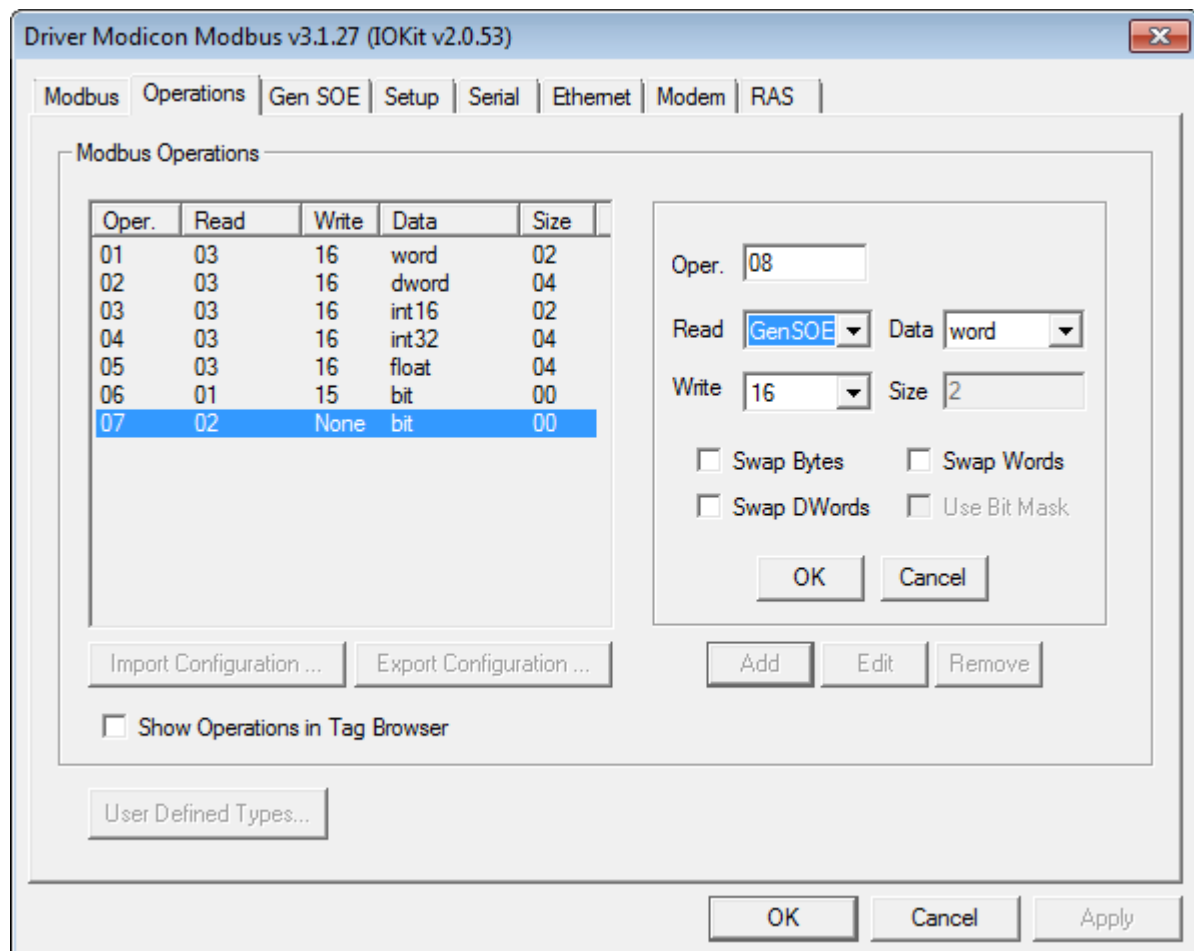 Driver Modicon Modbus v3.1.27 (IOKit v2.0.53)
Modbus Operations Gen SOE Setup Serial Ethernet Modem RAS
Modbus Operations
Oper. Read Write Data Size
01 03 16 word 02
02 03 16 dword 04
03 03 16 int16 02
04 03 16 int32 04
05 03 16 float 04
06 01 15 bit 00
07 02 None bit 00
Oper. 08
Read GenSOE Data word
Write 16 Size 2
Swap Bytes Swap Words
Swap DWords Use Bit Mask
OK Cancel
Import Configuration ... Export Configuration ... Add Edit Remove
Show Operations in Tag Browser
User Defined Types...
OK Cancel Apply